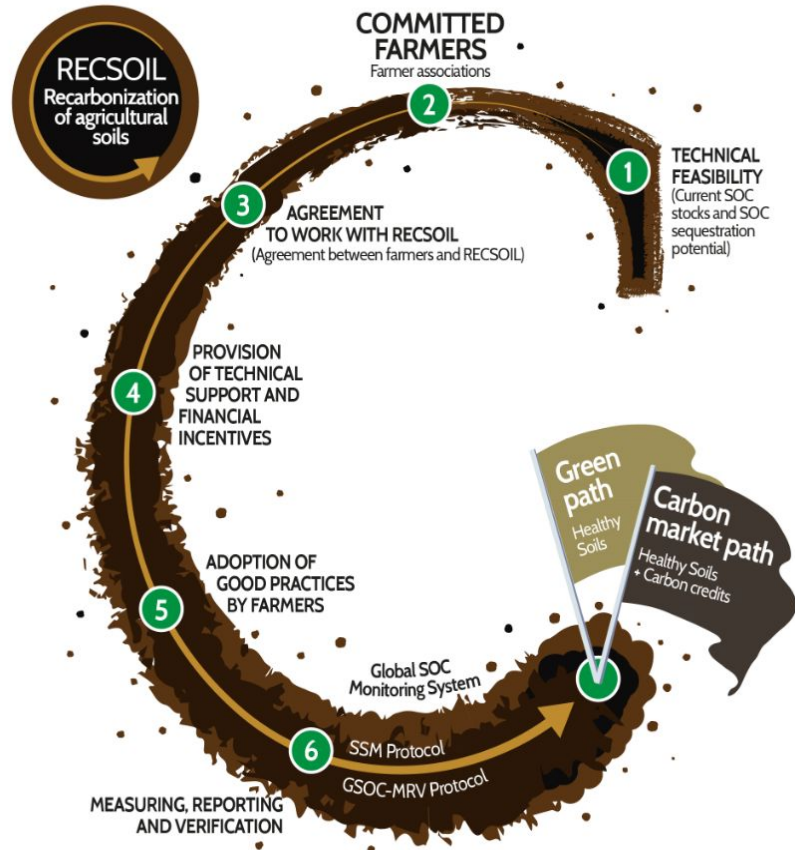 RECSOIL
Recarbonization
of agricultural
soils
COMMITTED
FARMERS
Farmer associations
2
1
TECHNICAL
FEASIBILITY
(Current SOC
stocks and SOC
sequestration
potential)
3
AGREEMENT
TO WORK WITH RECSOIL
(Agreement between farmers and RECSOIL)
4
PROVISION
OF TECHNICAL
SUPPORT AND
FINANCIAL
INCENTIVES
5
ADOPTION OF
GOOD PRACTICES
BY FARMERS
6
MEASURING, REPORTING
AND VERIFICATION
Global SOC
Monitoring System
SSM Protocol
GSOC-MRV Protocol
Green
path
Healthy
Soils
Carbon
market path
Healthy Soils
+ Carbon credits